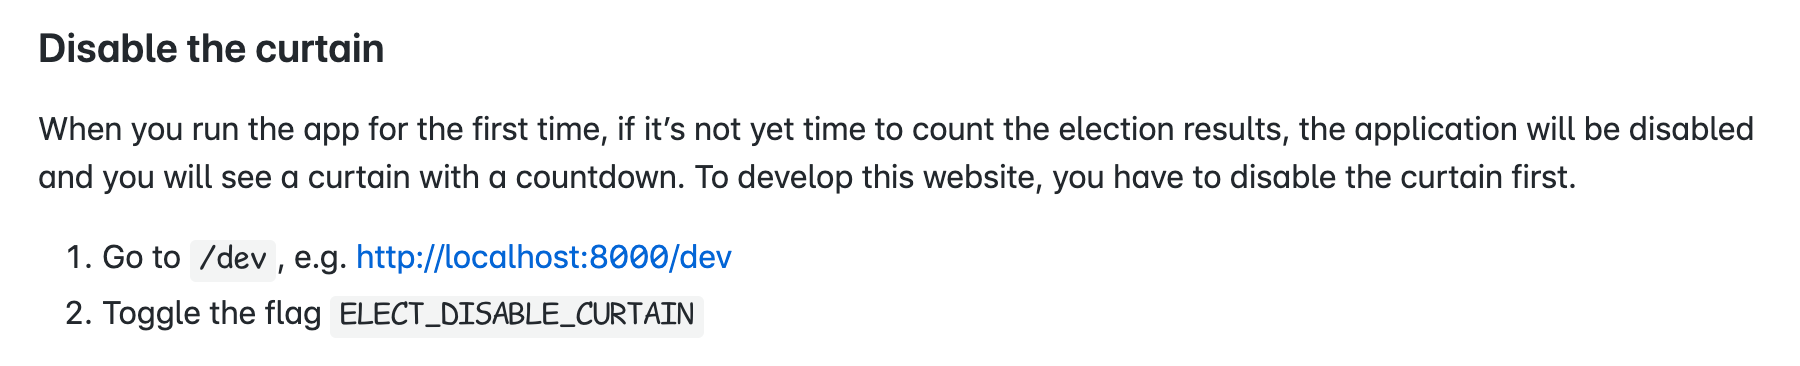 Disable the curtain
When you run the app for the first time, if it’s not yet time to count the election results, the application will be disabled
and you will see a curtain with a countdown. To develop this website, you have to disable the curtain first.
1. Go to /dev, e.g. http://localhost:8000/dev
2. Toggle the flag ELECT_DISABLE_CURTAIN